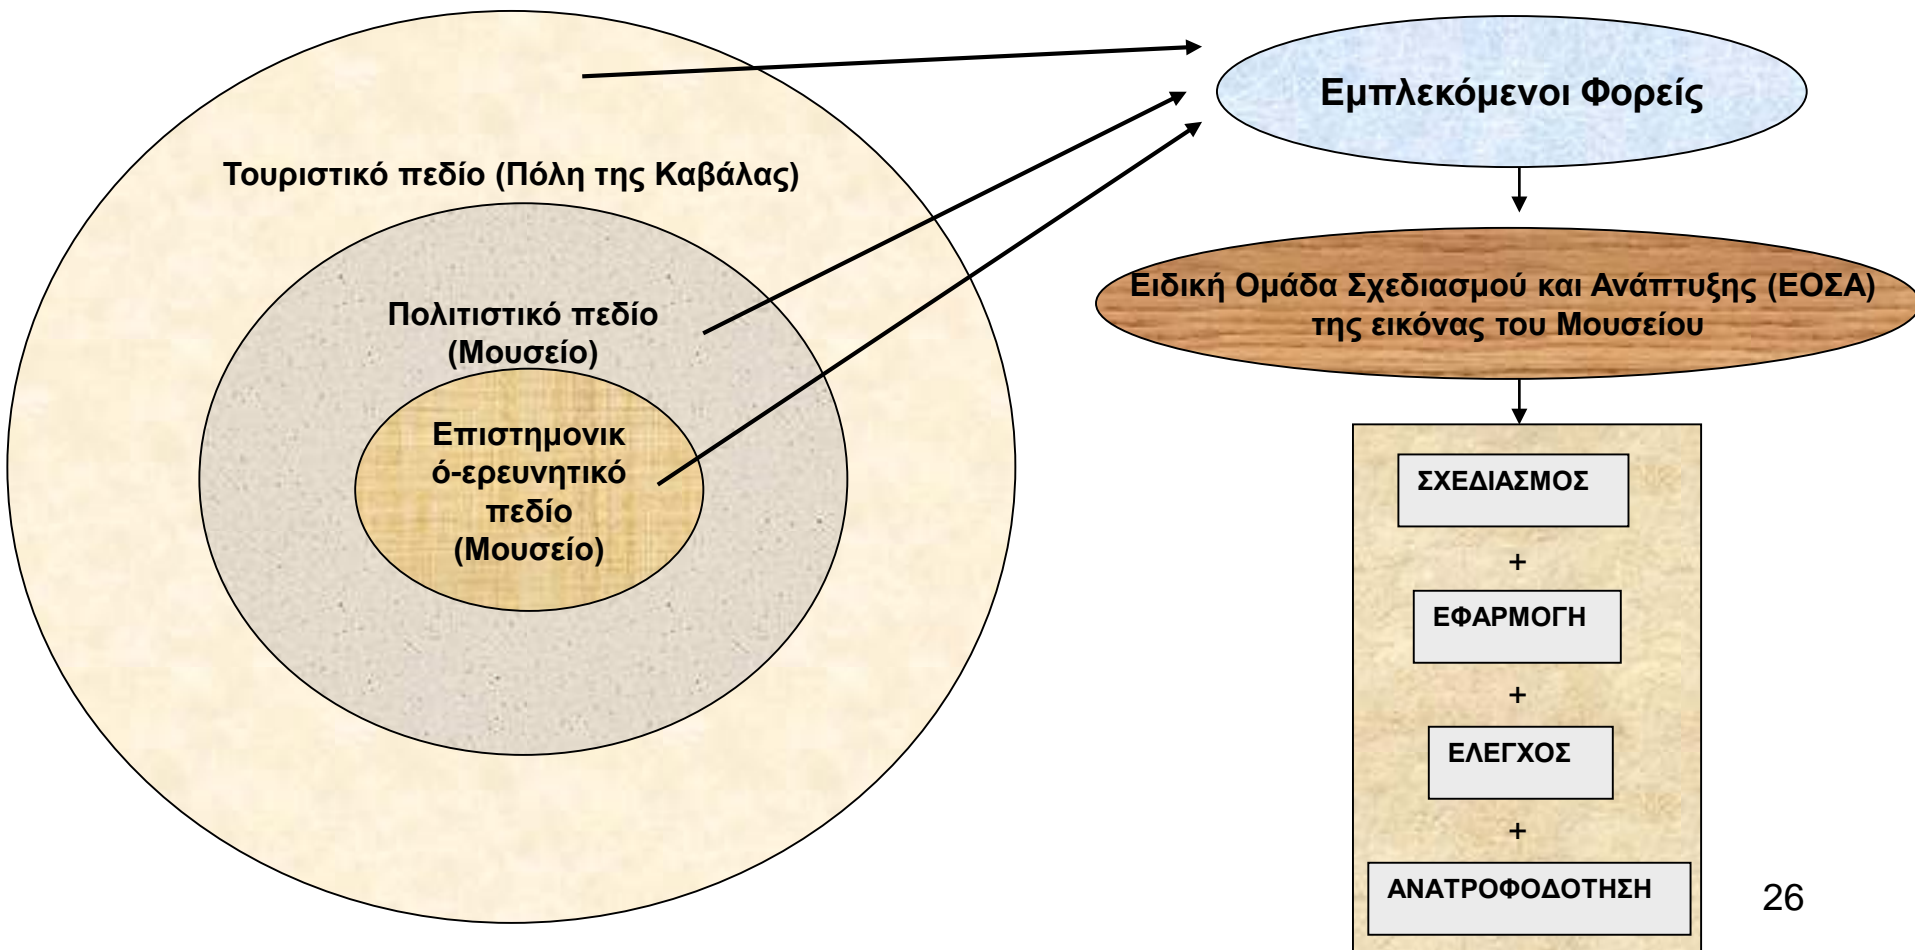 Τουριστικό πεδίο (Πόλη της Καβάλας)
Πολιτιστικό πεδίο
(Μουσείο)
Επιστημονικ
ό-ερευνητικό
πεδίο
(Μουσείο)
Εμπλεκόμενοι Φορείς
Ειδική Ομάδα Σχεδιασμού και Ανάπτυξης (ΕΟΣΑ)
της εικόνας του Μουσείου
ΣΧΕΔΙΑΣΜΟΣ
+
ΕΦΑΡΜΟΓΗ
+
ΕΛΕΓΧΟΣ
+
ΑΝΑΤΡΟΦΟΔΟΤΗΣΗ
26